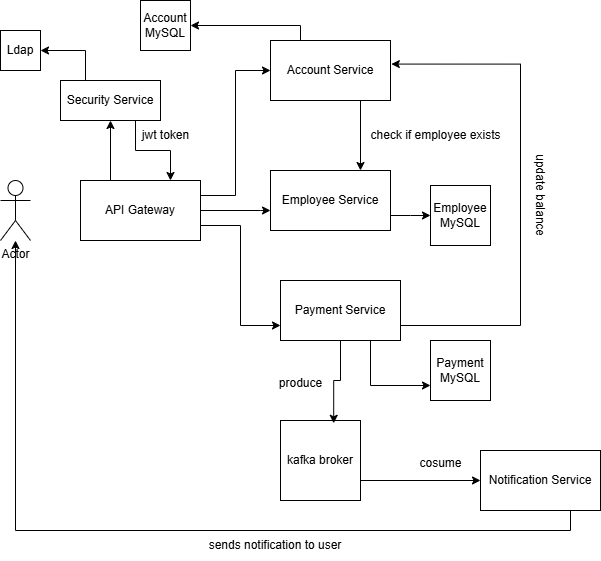 Account
MySQL
Ldap
Account Service
Security Service
jwt token
check if employee exists
API Gateway
Employee Service
Employee
MySQL
update balance
Actor
Payment Service
Payment
MySQL
produce
kafka broker
cosume
Notification Service
sends notification to user